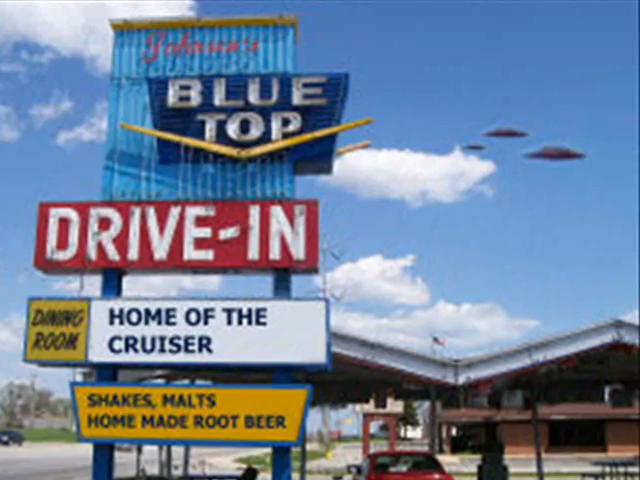 Johnson's
BLUE
TOP
DRIVE-IN
DINING
ROOM
HOME OF THE
CRUISER
SHAKES, MALTS
HOME MADE ROOT BEER